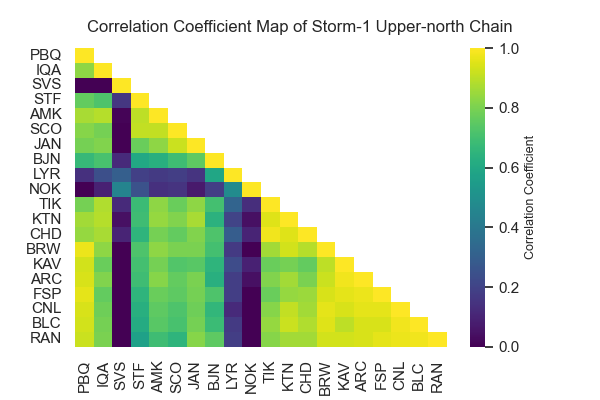 Correlation Coefficient Map of Storm-1 Upper-north Chain
PBQ
IQA
SVS
STF
AMK
SCO
JAN
BJN
LYR
NOK
TIK
KTN
CHD
BRW
KAV
ARC
FSP
CNL
BLC
RAN
PBQ IQA SVS STF AMK SCO JAN BJN LYR NOK TIK KTN CHD BRW KAV ARC FSP CNL BLC RAN
1.0
0.8
0.6
0.4
0.2
0.0
Correlation Coefficient